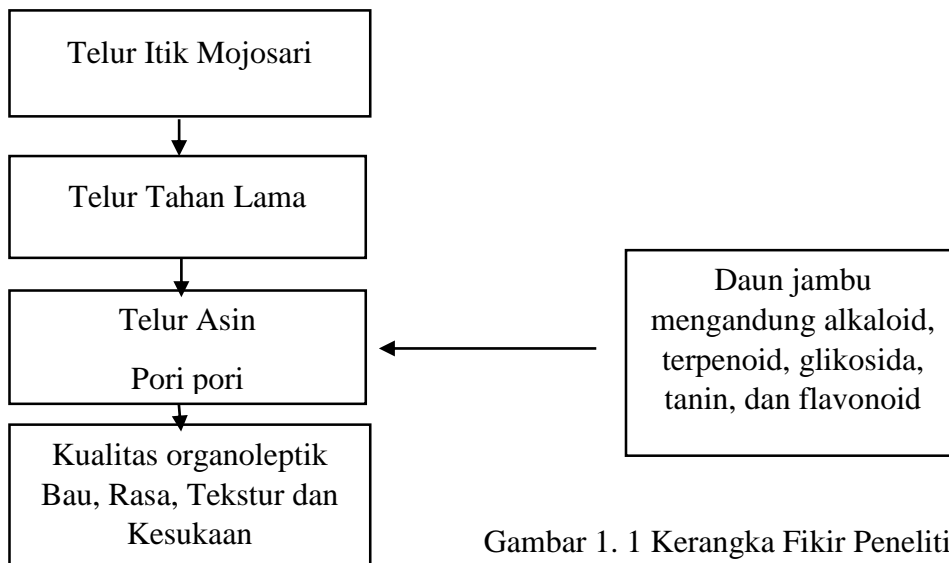 Telur Itik Mojosari
Telur Tahan Lama
Telur Asin
Pori pori
Daun jambu
mengandung alkaloid,
terpenoid, glikosida,
tanin, dan flavonoid
Kualitas organoleptik
Bau, Rasa, Tekstur dan
Kesukaan
Gambar 1. 1 Kerangka Fikir Peneliti